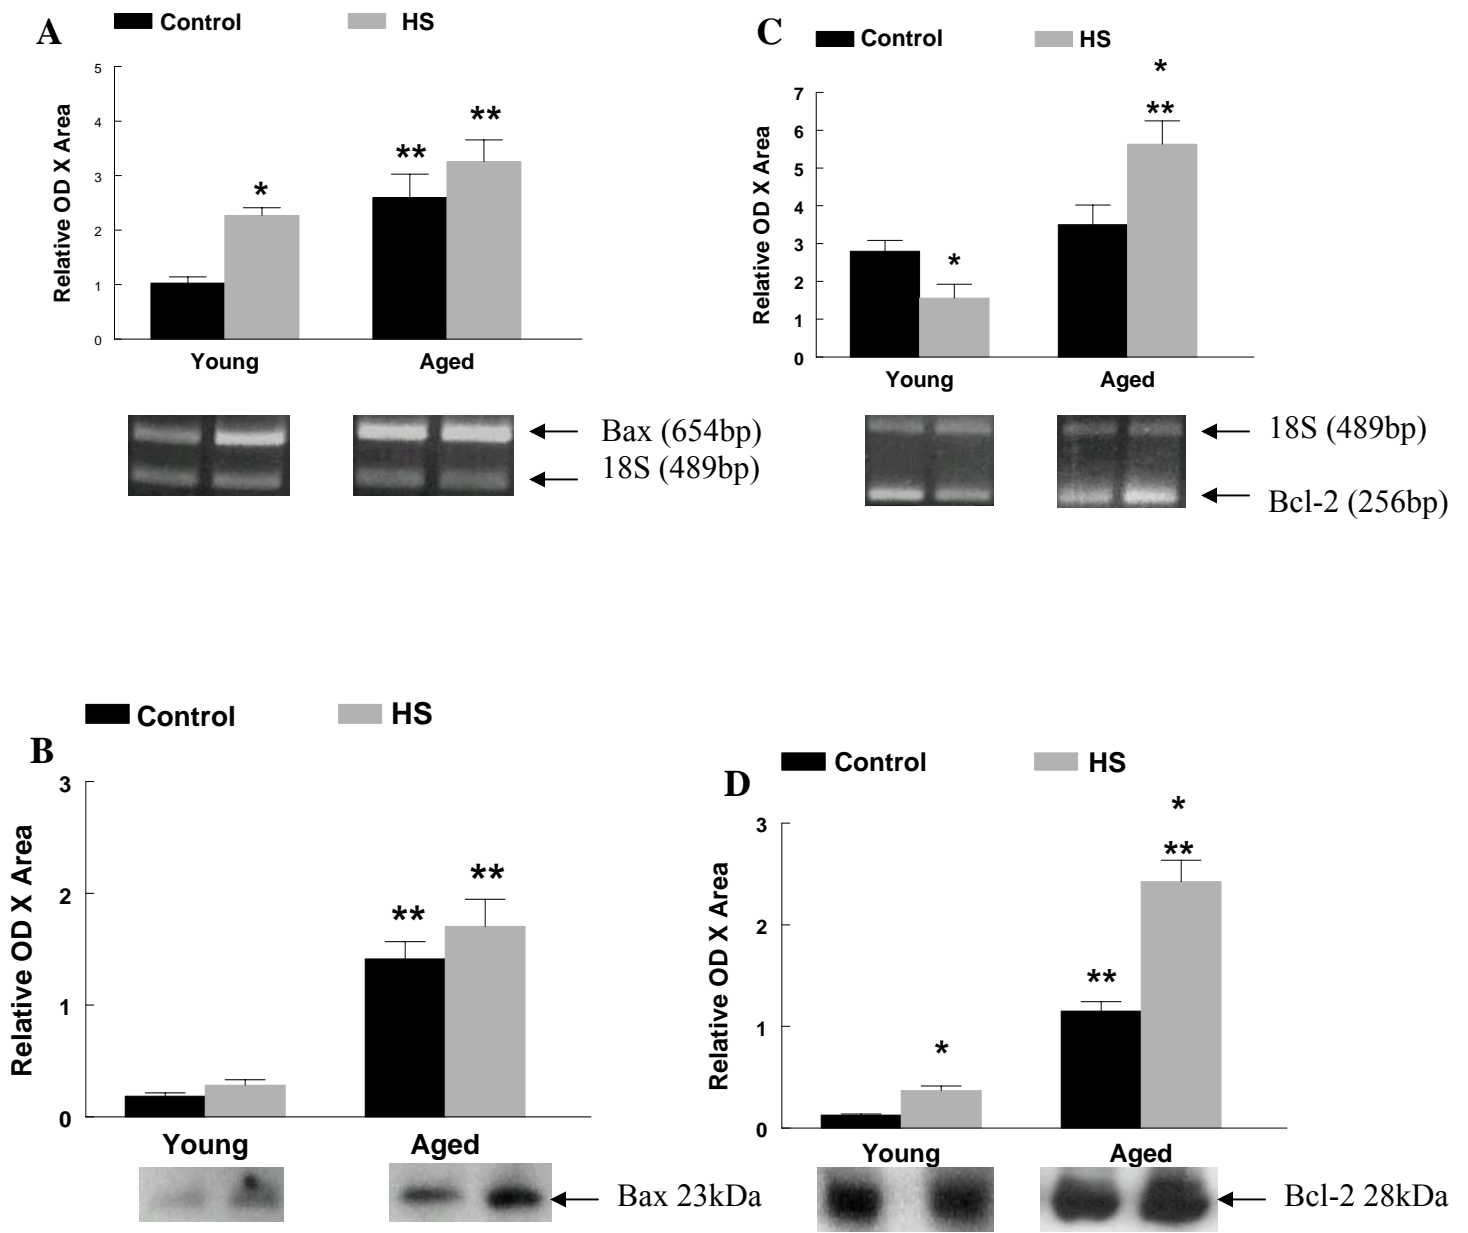 A
Control HS
5
4
3
2
1
0
Relative OD X Area
*
**
**
Young Aged
Bax (654bp)
18S (489bp)
C
Control HS
7
6
5
4
3
2
1
0
Relative OD X Area
*
*
**
Young Aged
18S (489bp)
Bcl-2 (256bp)
B
Control HS
3
2
1
0
Relative OD X Area
**
**
Young Aged
Bax 23kDa
D
Control HS
3
2
1
0
Relative OD X Area
*
**
*
**
Young Aged
Bcl-2 28kDa